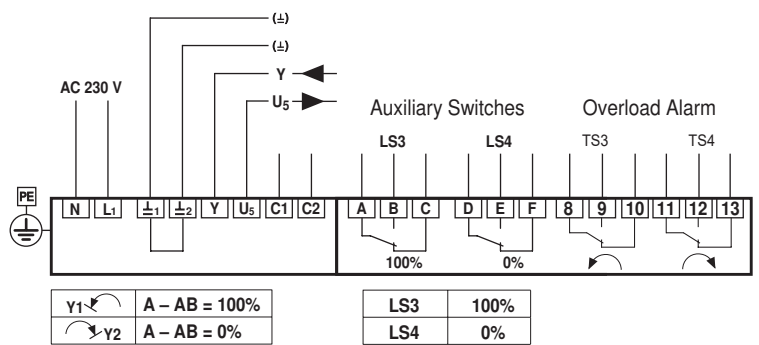 (⊥)
(⊥)
Y
AC 230 V
U5
Auxiliary Switches Overload Alarm
LS3 LS4 TS3 TS4
PE
N L1 ⊥1 ⊥2 Y U5 C1 C2 A B C D E F 8 9 10 11 12 13
100% 0%
Y1 A – AB = 100%
Y2 A – AB = 0%
LS3 100%
LS4 0%